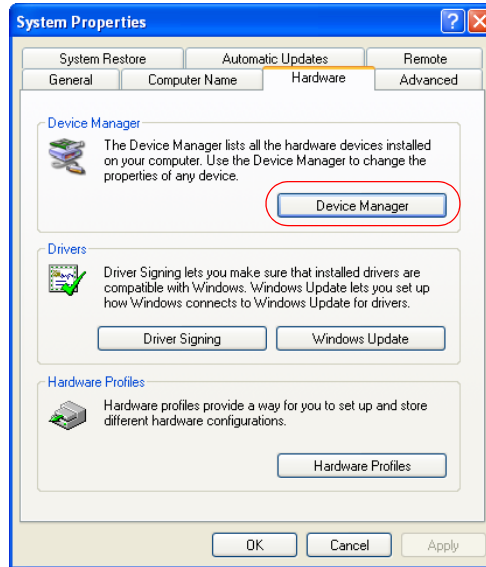 System Properties
System Restore Automatic Updates Remote
General Computer Name Hardware Advanced
Device Manager
The Device Manager lists all the hardware devices installed
on your computer. Use the Device Manager to change the
properties of any device.
Device Manager
Drivers
Driver Signing lets you make sure that installed drivers are
compatible with Windows. Windows Update lets you set up
how Windows connects to Windows Update for drivers.
Driver Signing Windows Update
Hardware Profiles
Hardware profiles provide a way for you to set up and store
different hardware configurations.
Hardware Profiles
OK Cancel Apply